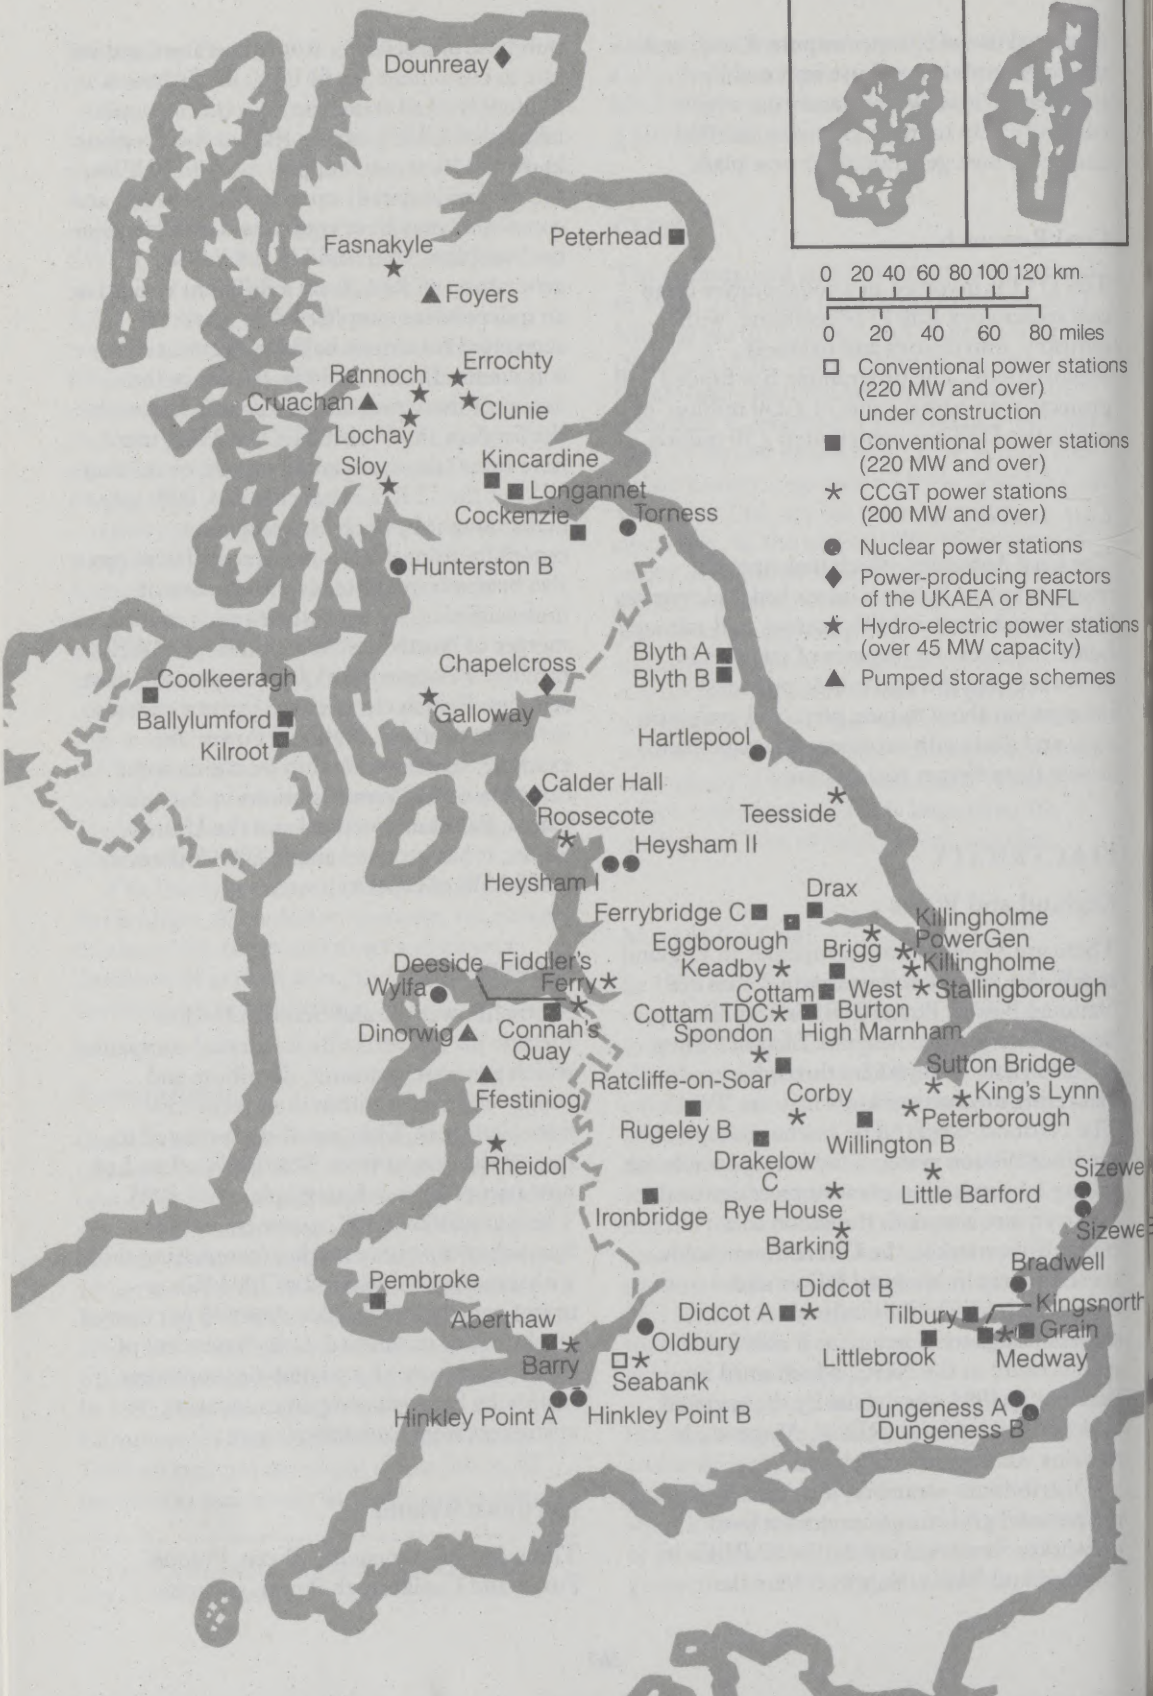 Dounreay
Peterhead
Fasnakyle
Foyers
0 20 40 60 80 100 120 km
0 20 40 60 80 miles
Conventional power stations
(220 MW and over)
under construction
Conventional power stations
(220 MW and over)
CCGT power stations
(200 MW and over)
Nuclear power stations
Power-producing reactors
of the UKAEA or BNFL
Hydro-electric power stations
(over 45 MW capacity)
Pumped storage schemes
Errochty
Rannoch
Cruachan
Clunie
Lochay
Sloy
Kincardine
Longannet
Cockenzie
Torness
Hunterston B
Blyth A
Blyth B
Chapelcross
Galloway
Coolkeeragh
Ballylumford
Kilroot
Hartlepool
Calder Hall
Teesside
Roosecote
Heysham II
Heysham I
Drax
Ferrybridge C
Eggborough
Killingholme
PowerGen
Brigg
Killingholme
Keadby
Deeside
Fiddler's
Ferry
Wylfa
Cottam
West
Burton
Stallingborough
Cottam TDC
High Marnham
Dinorwig
Connah's
Quay
Spondon
Ratcliffe-on-Soar
Sutton Bridge
King's Lynn
Corby
Peterborough
Ffestiniog
Rugeley B
Willington B
Drakelow
C
Rheidol
Little Barford
Sizewe
Sizewe
Ironbridge
Rye House
Barking
Bradwell
Pembroke
Didcot B
Didcot A
Tilbury
Kingsnorth
Grain
Aberthaw
Oldbury
Littlebrook
Medway
Barry
Seabank
Hinkley Point A
Hinkley Point B
Dungeness A
Dungeness B